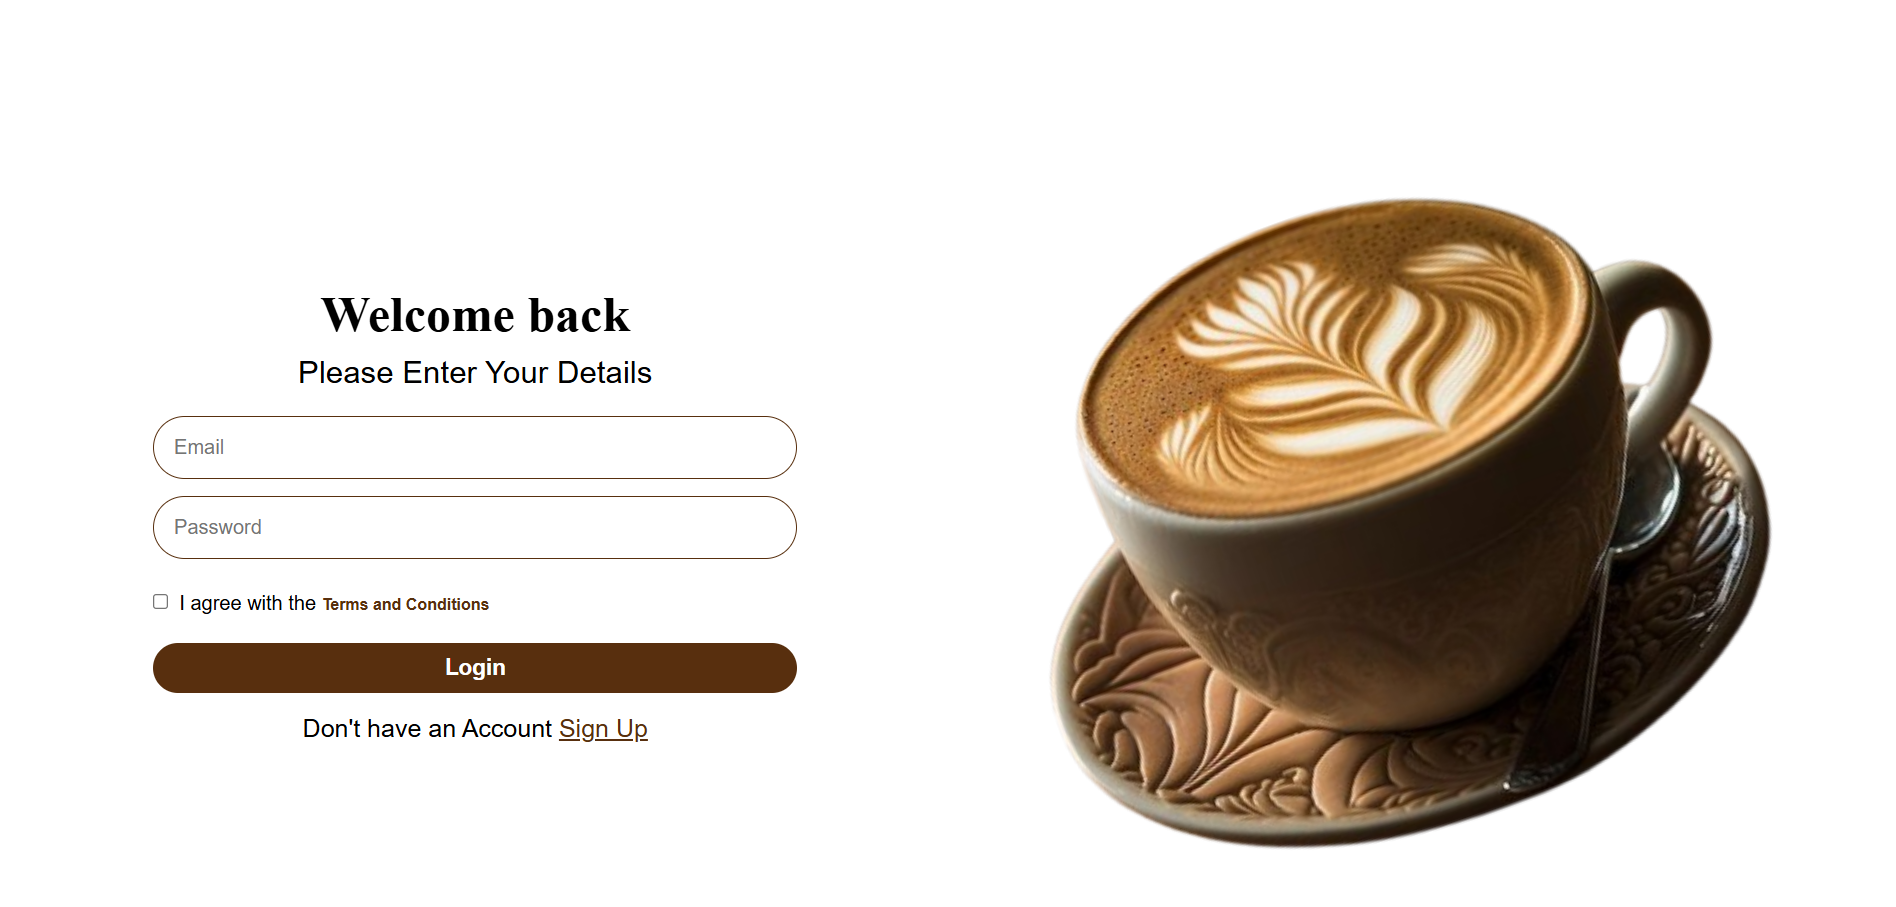 Welcome back
Please Enter Your Details
Email
Password
I agree with the Terms and Conditions
Login
Don't have an Account Sign Up